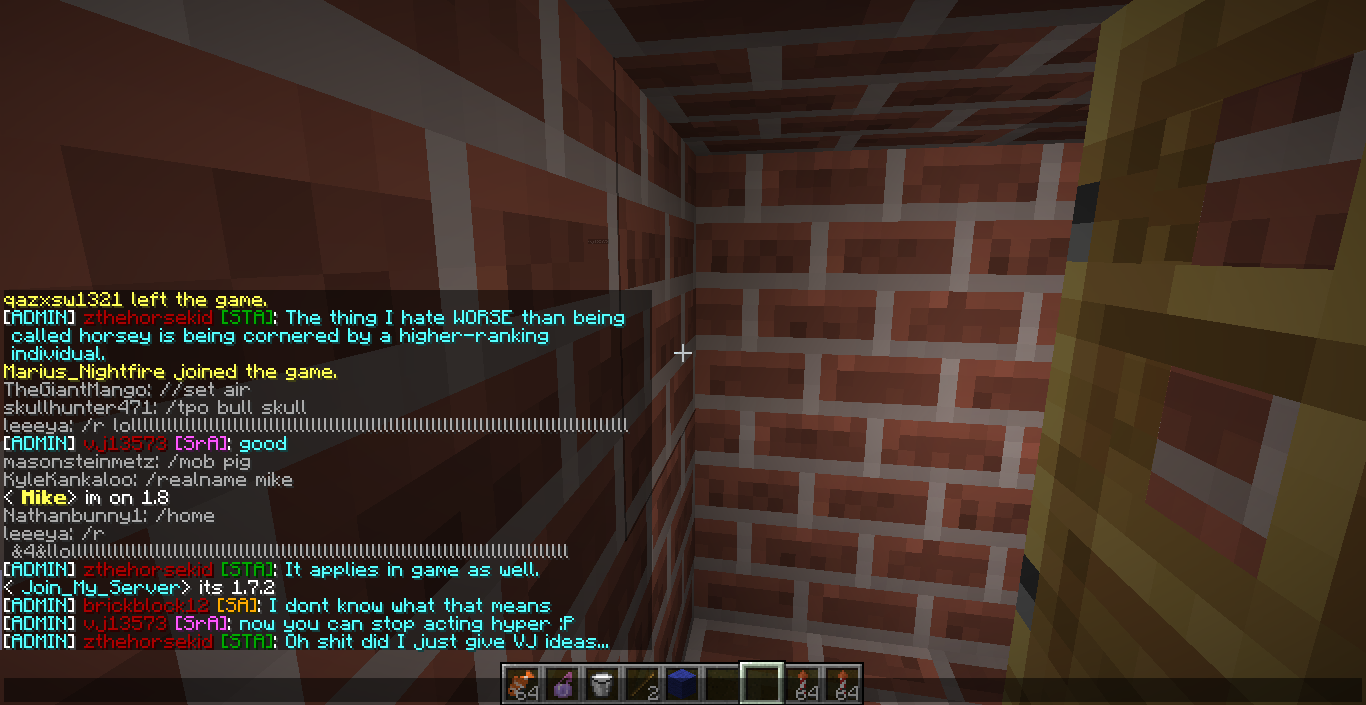 qazxsw1321 left the game.
[ADMIN] zthehorsekid [STA]: The thing I hate WORSE than being
called horsey is being cornered by a higher-ranking
individual.
Marius_Nightfire joined the game.
TheGiantMango: //set air
skullhunter471: /tpo bull skull
leeeya: /r lolllllllllllllllllllllllllllllllllllllllllllllllllllllllllllllllllllllllllllllllllllll
[ADMIN] vj13573 [SrA]: good
masonsteinmetz: /mob pig
KyleKankaloo: /realname mike
< Mike> im on 1.8
Nathanbunny1: /home
leeeya: /r
&4&llolllllllllllllllllllllllllllllllllllllllllllllllllllllllllllllllllllllllllllllllllllll
[ADMIN] zthehorsekid [STA]: It applies in game as well.
< Join_My_Server> its 1.7.2
[ADMIN] brickblock12 [SA]: I dont know what that means
[ADMIN] vj13573 [SrA]: now you can stop acting hyper :P
[ADMIN] zthehorsekid [STA]: Oh shit did I just give VJ ideas...
64
2
64
64